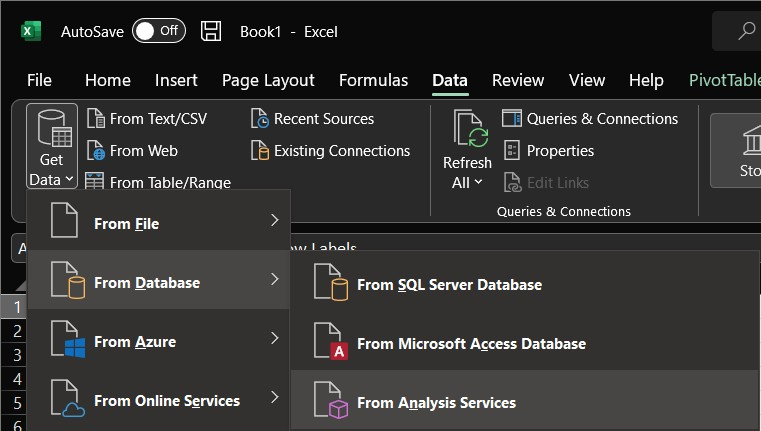 AutoSave Off Book1 - Excel
File Home Insert Page Layout Formulas Data Review View Help PivotTable
Get Data
From Text/CSV
From Web
From Table/Range
Recent Sources
Existing Connections
Refresh All
Queries & Connections
Properties
Edit Links
Queries & Connections
From File
From Database
From Azure
From Online Services
From SQL Server Database
From Microsoft Access Database
From Analysis Services
A
Labels
1
2
3
4
5
6